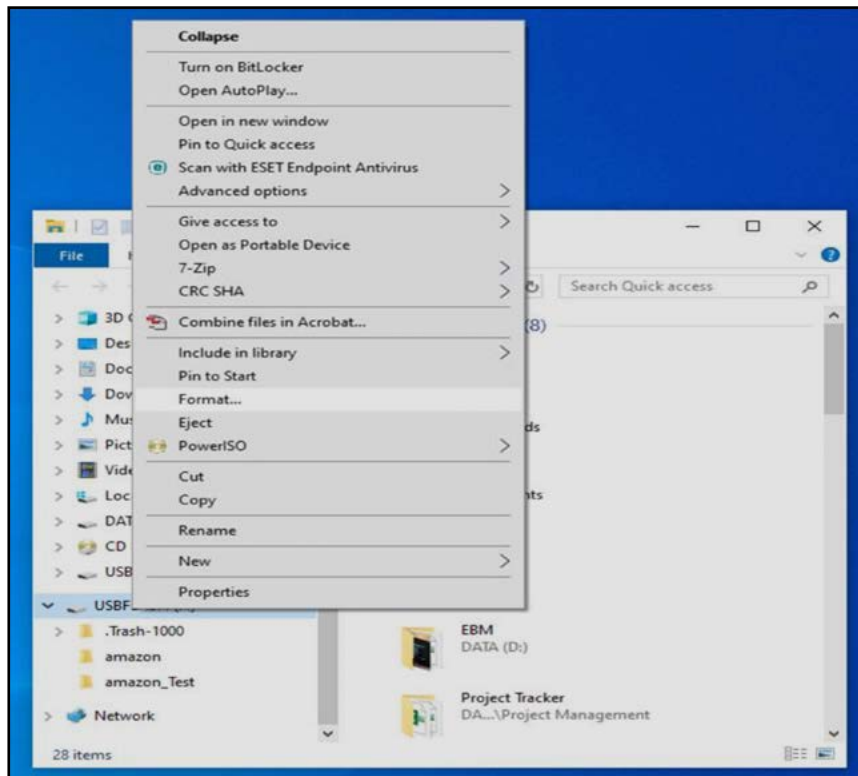 Collapse
Turn on BitLocker
Open AutoPlay...
Open in new window
Pin to Quick access
Scan with ESET Endpoint Antivirus
Advanced options
Give access to
Open as Portable Device
7-Zip
CRC SHA
Combine files in Acrobat...
Include in library
Pin to Start
Format...
Eject
PowerISO
Cut
Copy
Rename
New
Properties
File
Search Quick access
3D
(8)
Des
Doc
Dov
Mus
ds
Pict
Vide
Loc
nts
DAT
CD
USB
.Trash-1000
amazon
amazon_Test
Network
EBM
DATA (D:)
Project Tracker
DA...\Project Management
28 items